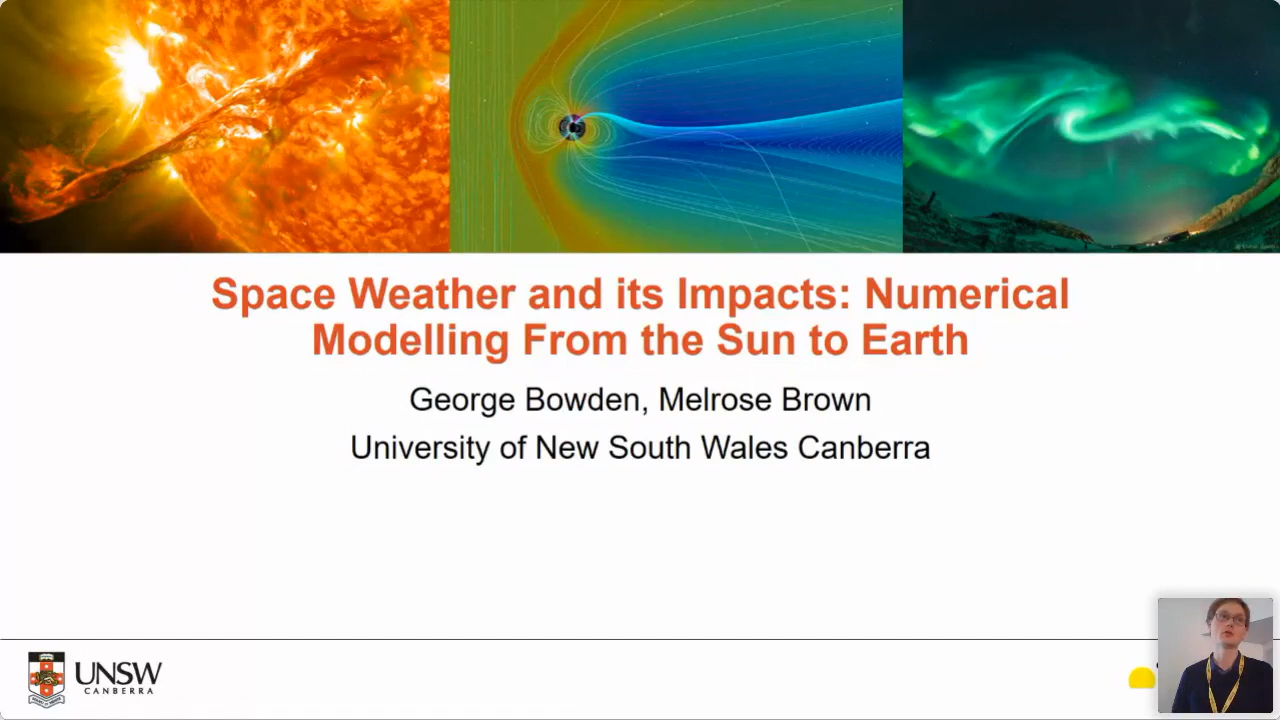 Space Weather and its Impacts: Numerical
Modelling From the Sun to Earth
George Bowden, Melrose Brown
University of New South Wales Canberra
UNSW
CANBERRA